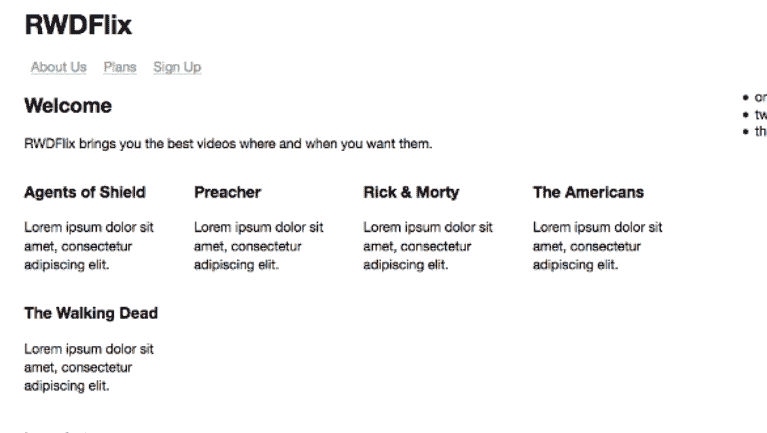 RWDFlix
About Us Plans Sign Up
Welcome
RWDFlix brings you the best videos where and when you want them.
Agents of Shield
Lorem ipsum dolor sit
amet, consectetur
adipiscing elit.
Preacher
Lorem ipsum dolor sit
amet, consectetur
adipiscing elit.
Rick & Morty
Lorem ipsum dolor sit
amet, consectetur
adipiscing elit.
The Americans
Lorem ipsum dolor sit
amet, consectetur
adipiscing elit.
The Walking Dead
Lorem ipsum dolor sit
amet, consectetur
adipiscing elit.